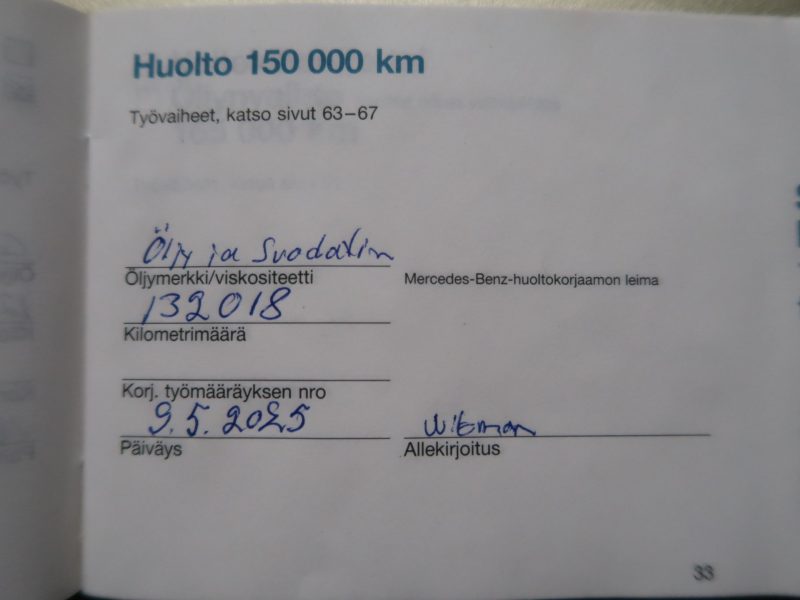 Huolto 150 000 km
Työvaiheet, katso sivut 63–67
Öljy ja Suodatin
Öljymerkki/viskositeetti
Mercedes-Benz-huoltokorjaamon leima
132018
Kilometrimäärä
Korj. työmääräyksen nro
9.5.2025
Päiväys
Allekirjoitus
33